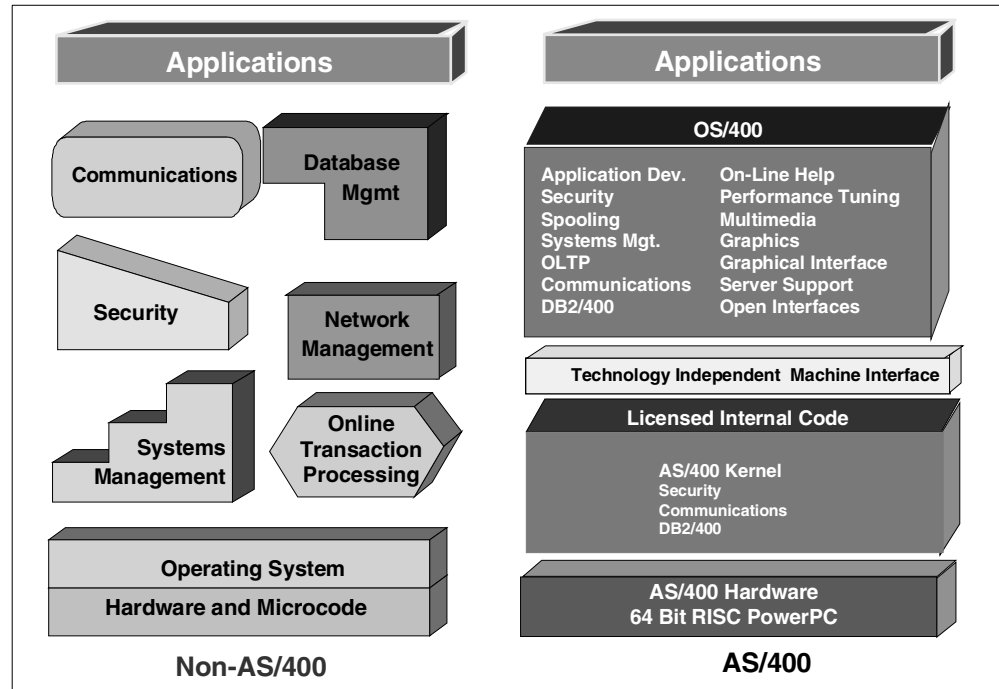 Applications
Communications
Database
Mgmt
Security
Network
Management
Systems
Management
Online
Transaction
Processing
Operating System
Hardware and Microcode
Non-AS/400
Applications
OS/400
Application Dev.
Security
Spooling
Systems Mgt.
OLTP
Communications
DB2/400
On-Line Help
Performance Tuning
Multimedia
Graphics
Graphical Interface
Server Support
Open Interfaces
Technology Independent Machine Interface
Licensed Internal Code
AS/400 Kernel
Security
Communications
DB2/400
AS/400 Hardware
64 Bit RISC PowerPC
AS/400